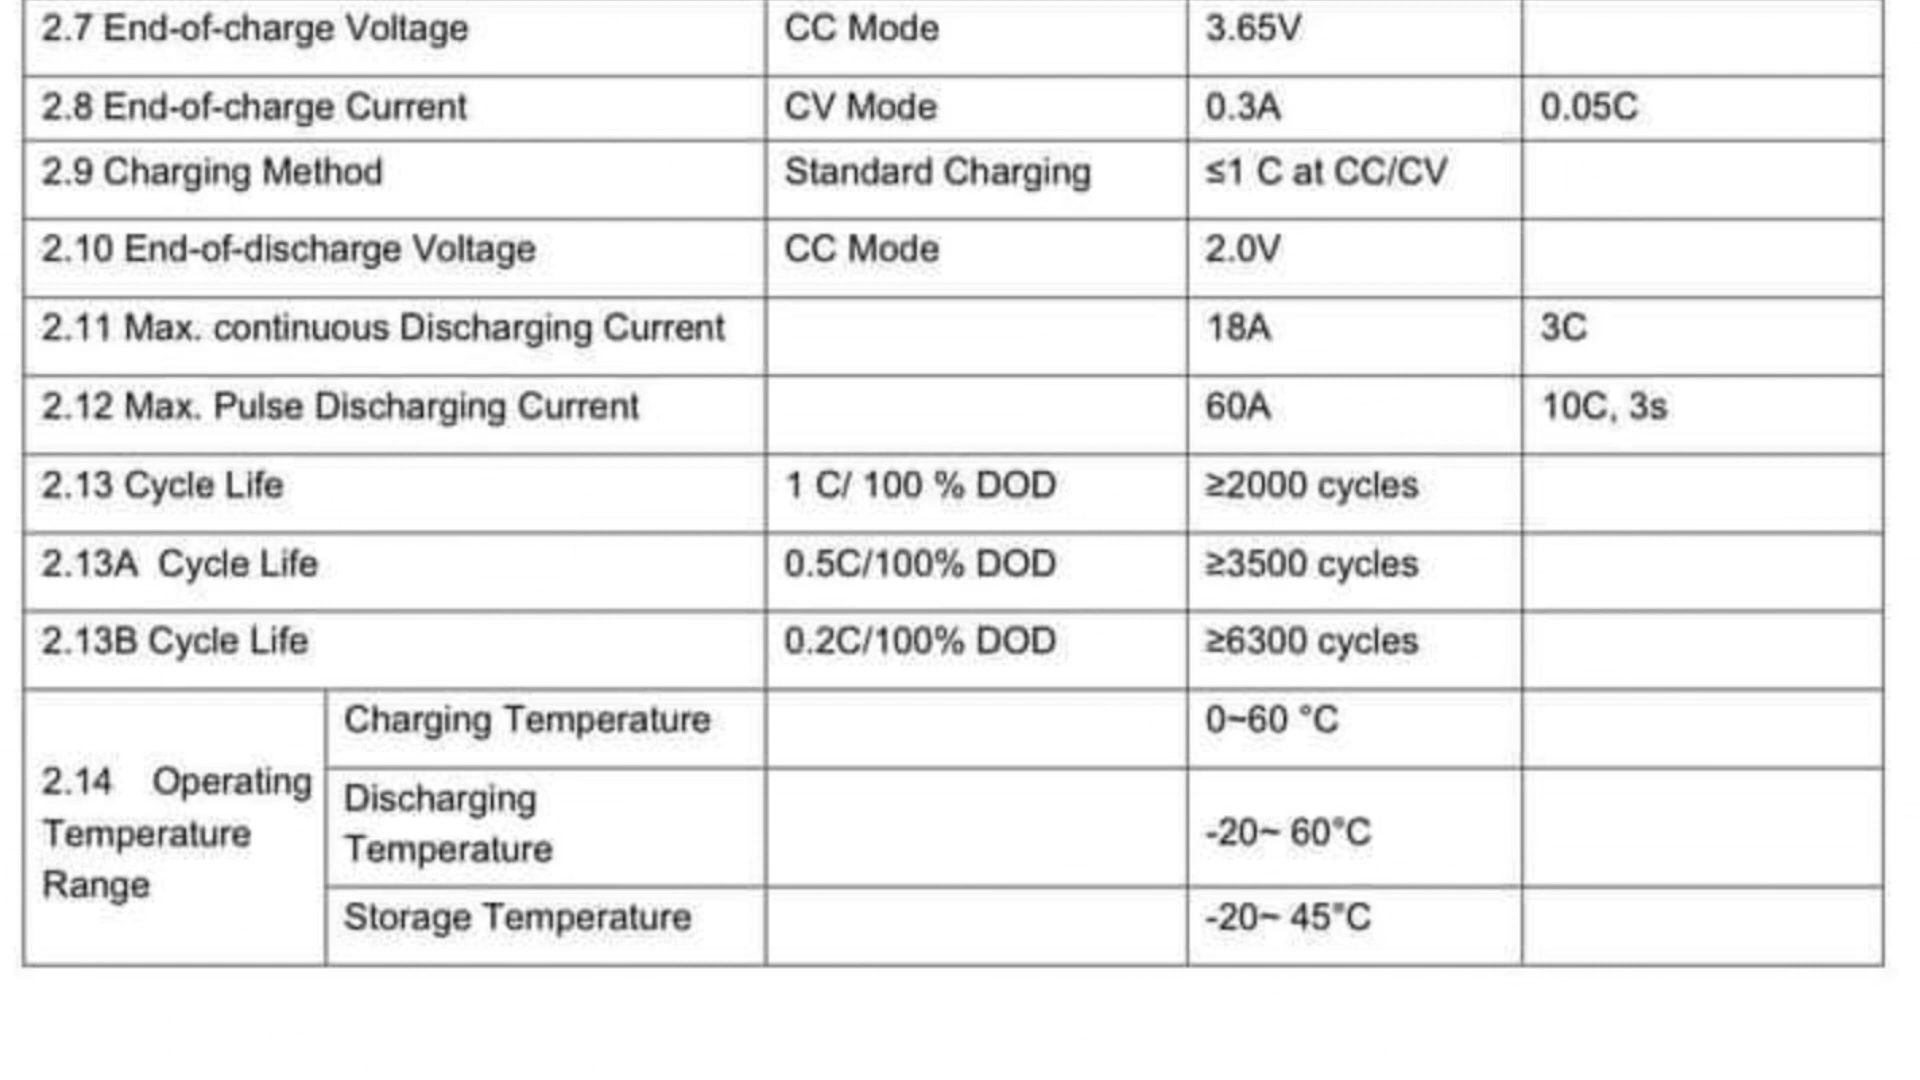 2.7 End-of-charge Voltage CC Mode 3.65V
2.8 End-of-charge Current CV Mode 0.3A 0.05C
2.9 Charging Method Standard Charging ≤1 C at CC/CV
2.10 End-of-discharge Voltage CC Mode 2.0V
2.11 Max. continuous Discharging Current 18A 3C
2.12 Max. Pulse Discharging Current 60A 10C, 3s
2.13 Cycle Life 1 C/ 100 % DOD ≥2000 cycles
2.13A Cycle Life 0.5C/100% DOD ≥3500 cycles
2.13B Cycle Life 0.2C/100% DOD ≥6300 cycles
2.14 Operating
Temperature
Range
Charging Temperature 0~60 °C
Discharging
Temperature -20~ 60°C
Storage Temperature -20~ 45°C